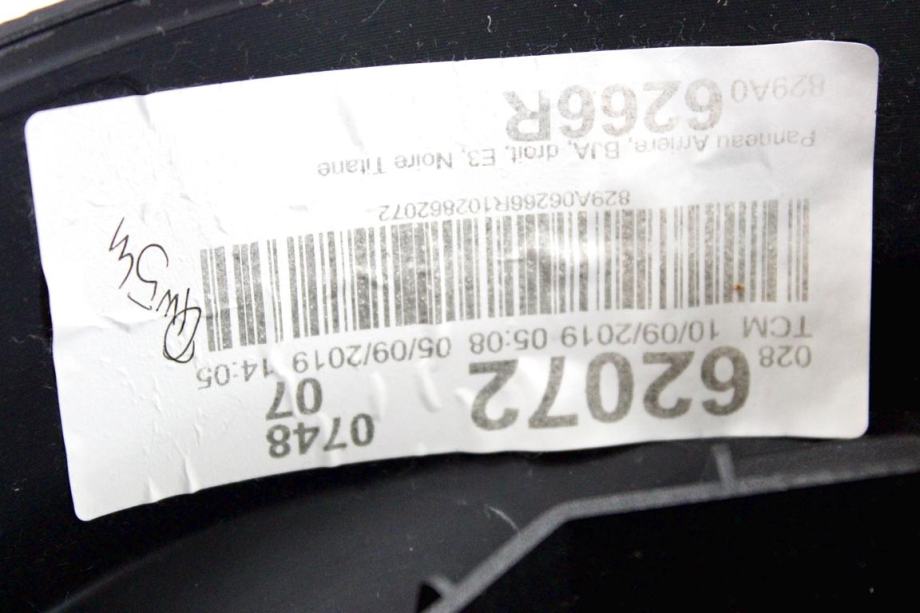 028 62072 0748
07
TCM 10/09/2019 05:08 05/09/2019 14:05
829A06266R102862072
Panneau Arriere, BJA, droit, E3, Noire Titane
829A0 6266R